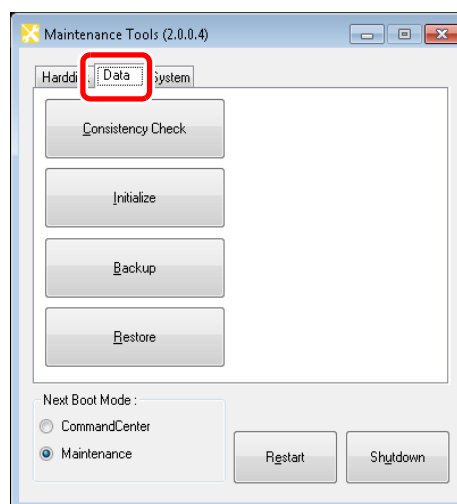 Maintenance Tools (2.0.0.4)
Data System
Consistency Check
Initialize
Backup
Restore
Next Boot Mode :
CommandCenter
Maintenance
Restart Shutdown